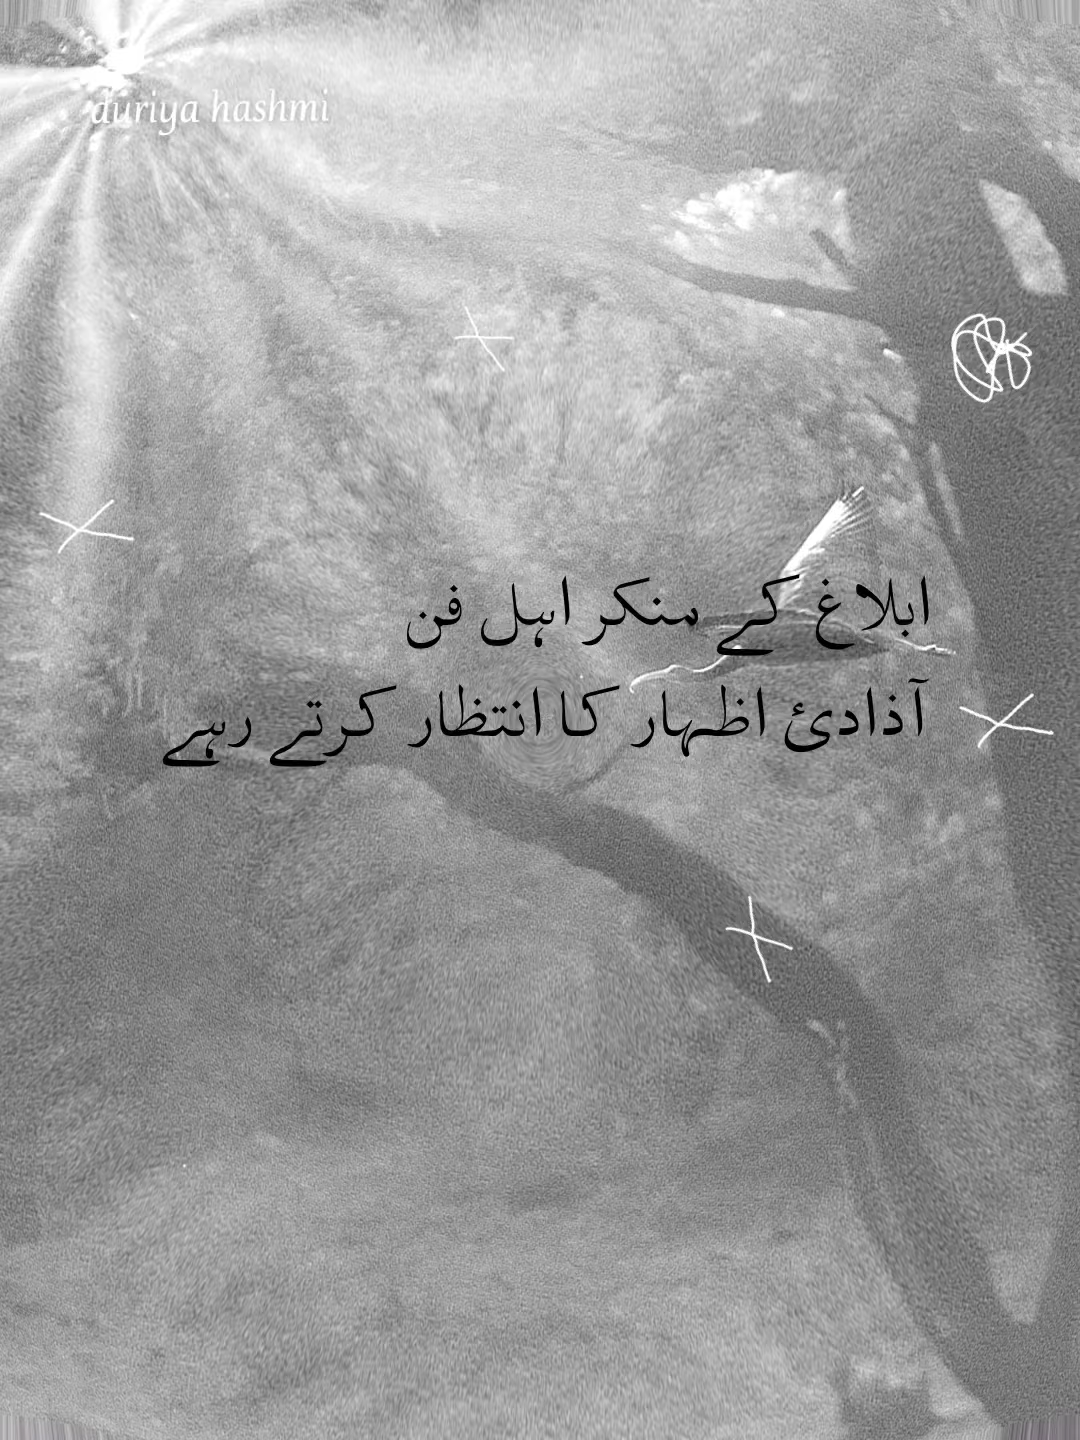 duriya hashmi
ابلاغ کے منکر اہل فن
آذادئ اظہار کا انتظار کرتے رہے